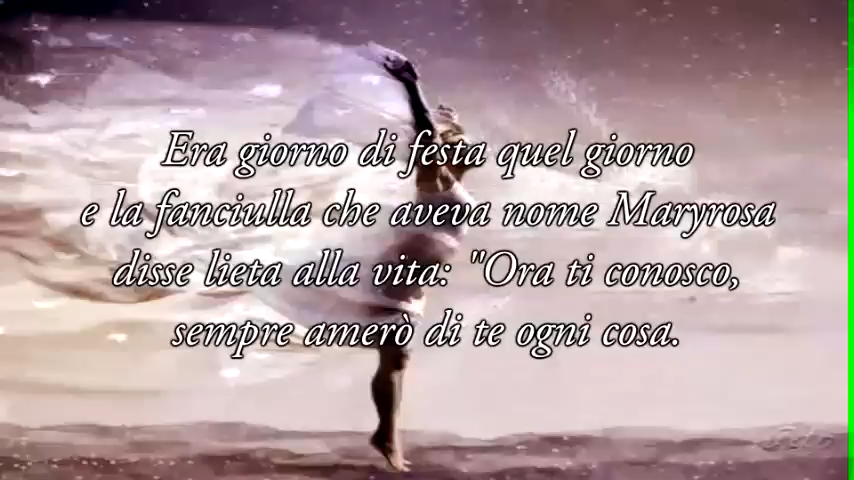 Era giorno di festa quel giorno
e la fanciulla che aveva nome Maryrosa
disse lieta alla vita: "Ora ti conosco,
sempre amerò di te ogni cosa.